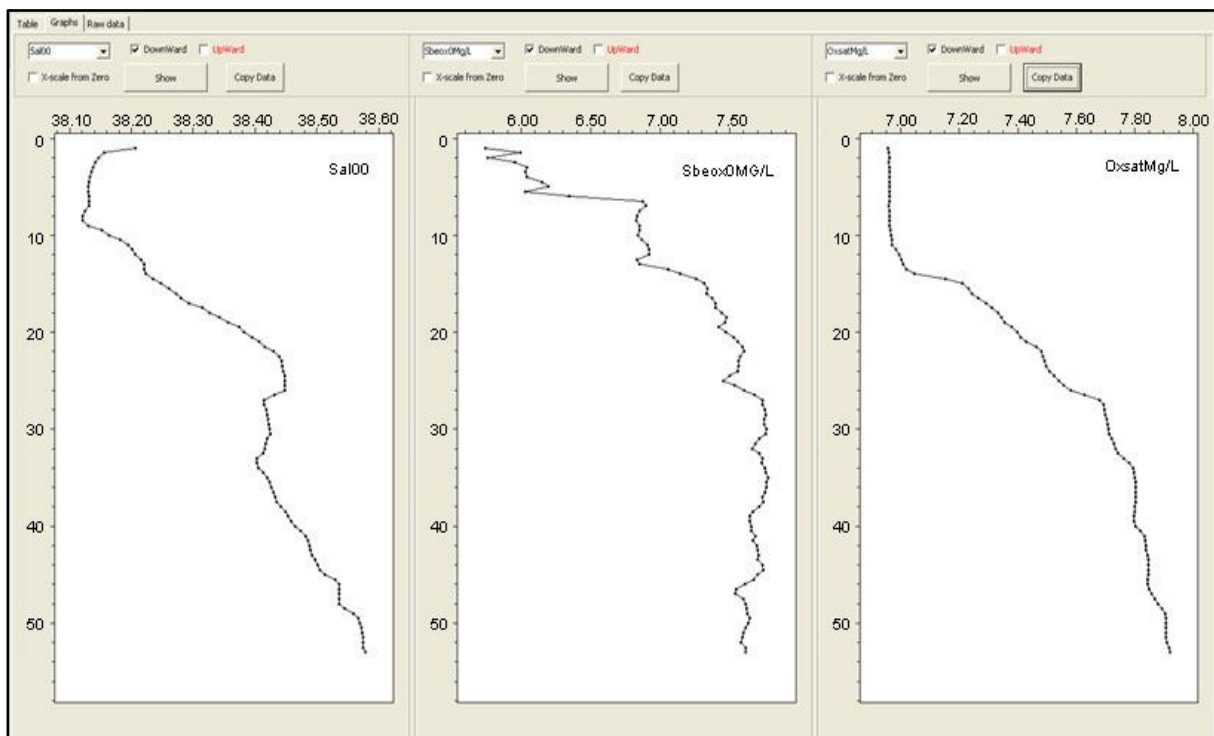 Table Graphs Raw data
Sal00 DownWard UpWard
X-scale from Zero Show Copy Data
38.10 38.20 38.30 38.40 38.50 38.60
0
10
20
30
40
50
Sal00
Sbeox0Mg/L DownWard UpWard
X-scale from Zero Show Copy Data
6.00 6.50 7.00 7.50
0
10
20
30
40
50
Sbeox0MG/L
OxsatMg/L DownWard UpWard
X-scale from Zero Show Copy Data
7.00 7.20 7.40 7.60 7.80 8.00
0
10
20
30
40
50
OxsatMg/L